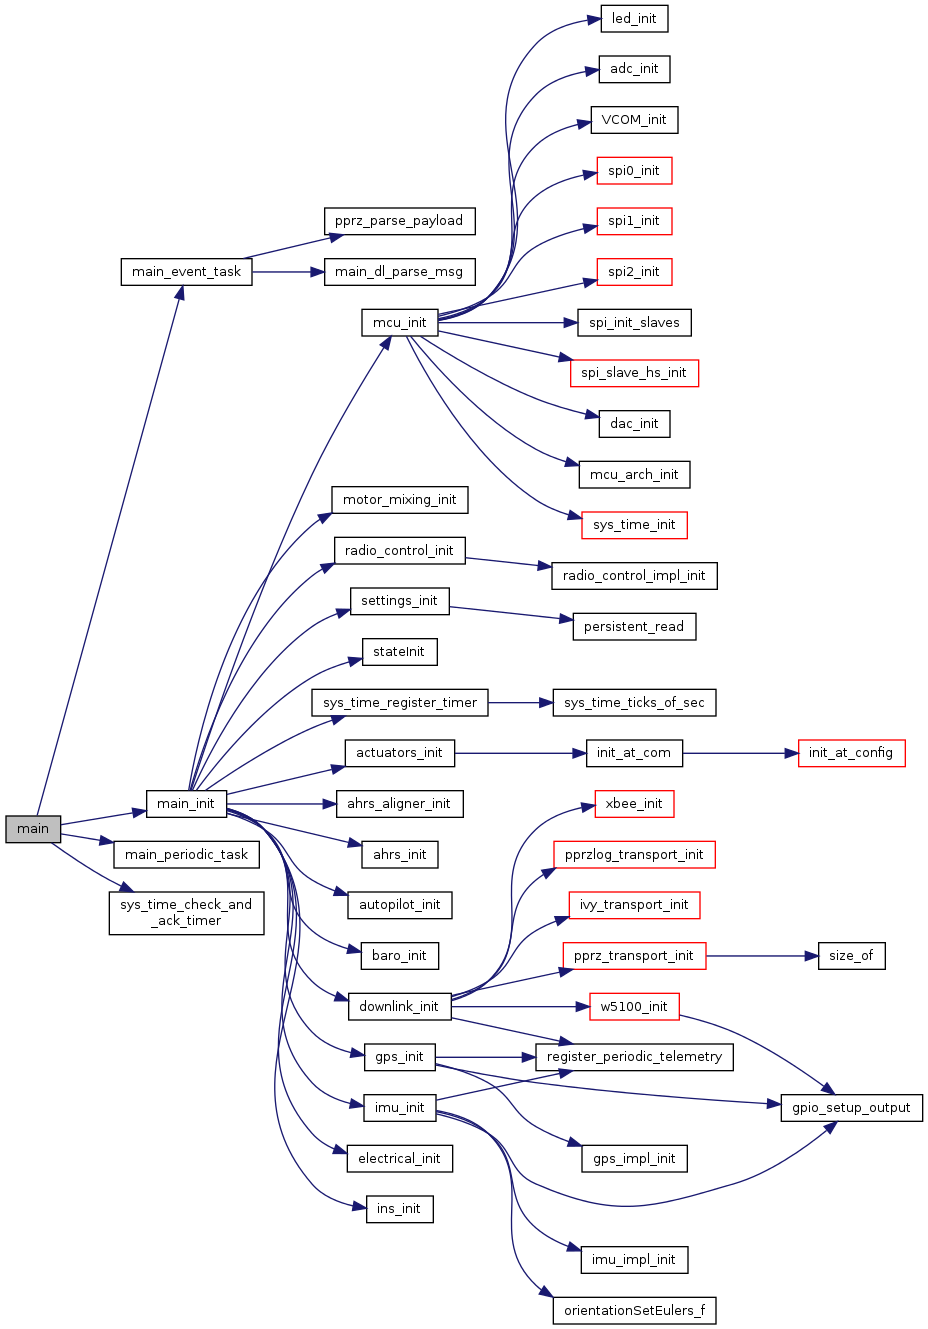 led_init
adc_init
VCOM_init
spi0_init
pprz_parse_payload
spi1_init
main_event_task
main_dl_parse_msg
spi2_init
mcu_init
spi_init_slaves
spi_slave_hs_init
dac_init
mcu_arch_init
motor_mixing_init
sys_time_init
radio_control_init
radio_control_impl_init
settings_init
persistent_read
stateInit
sys_time_register_timer
sys_time_ticks_of_sec
actuators_init
init_at_com
init_at_config
main_init
ahrs_aligner_init
xbee_init
main
main_periodic_task
ahrs_init
pprzlog_transport_init
sys_time_check_and
_ack_timer
autopilot_init
ivy_transport_init
baro_init
pprz_transport_init
size_of
downlink_init
w5100_init
gps_init
register_periodic_telemetry
imu_init
gpio_setup_output
electrical_init
gps_impl_init
ins_init
imu_impl_init
orientationSetEulers_f